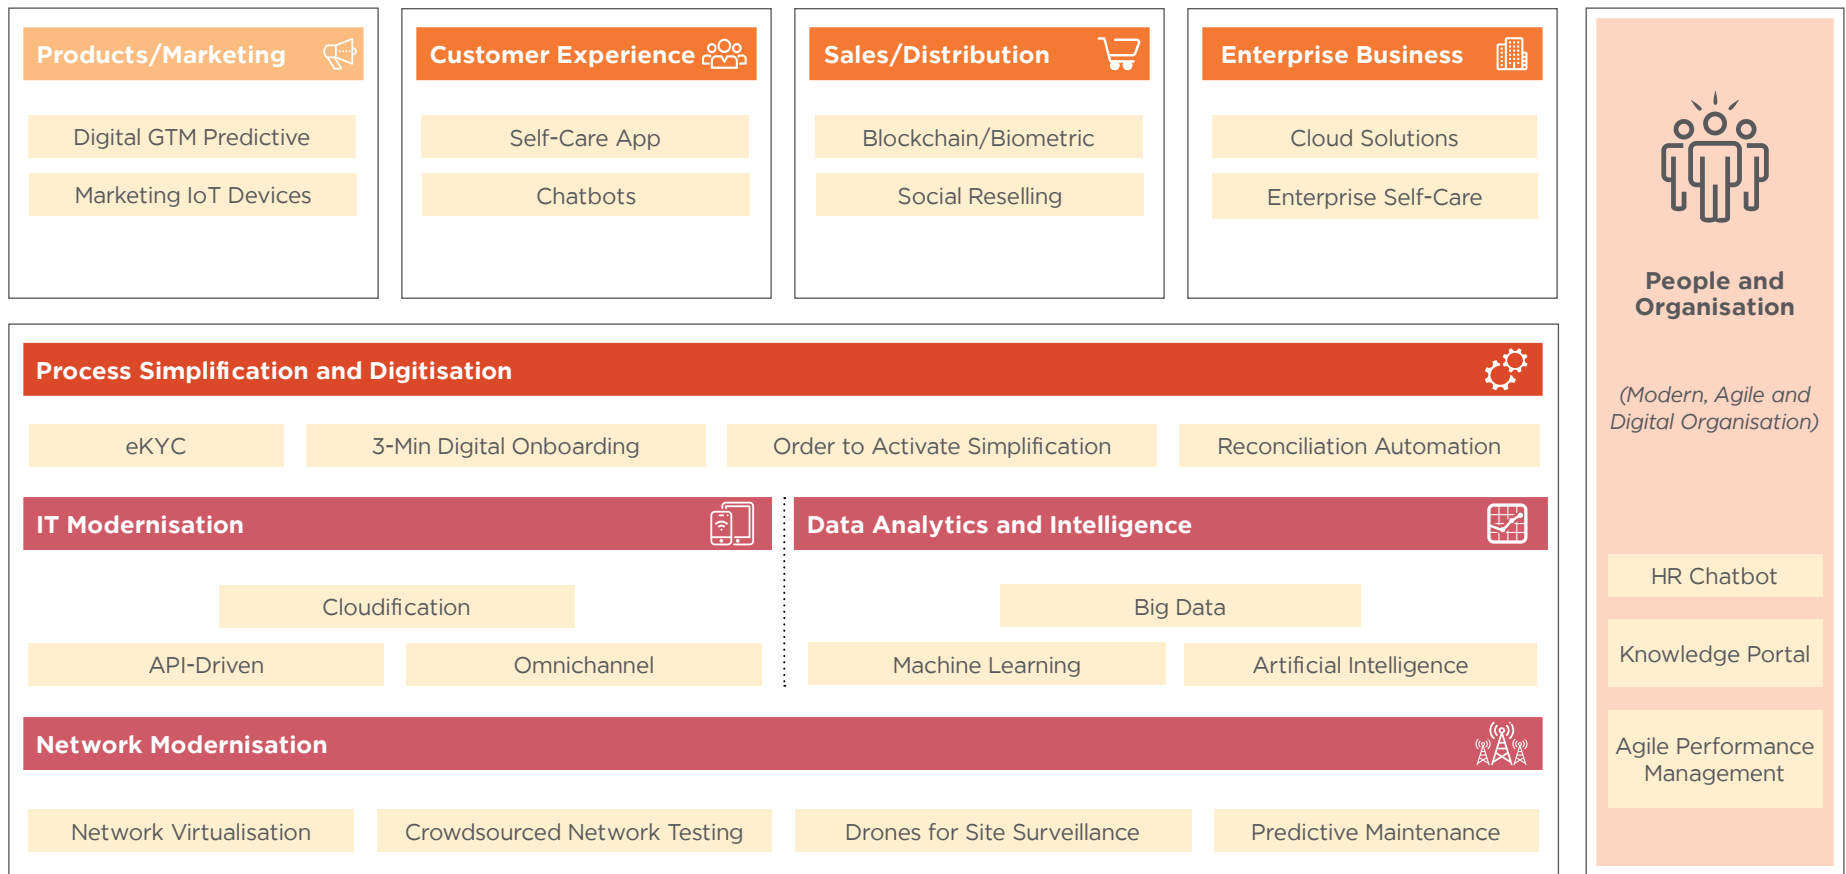 Products/Marketing
Digital GTM Predictive
Marketing IoT Devices
Customer Experience
Self-Care App
Chatbots
Sales/Distribution
Blockchain/Biometric
Social Reselling
Enterprise Business
Cloud Solutions
Enterprise Self-Care
Process Simplification and Digitisation
eKYC
3-Min Digital Onboarding
Order to Activate Simplification
Reconciliation Automation
IT Modernisation
Cloudification
API-Driven
Omnichannel
Data Analytics and Intelligence
Big Data
Machine Learning
Artificial Intelligence
Network Modernisation
Network Virtualisation
Crowdsourced Network Testing
Drones for Site Surveillance
Predictive Maintenance
People and
Organisation
(Modern, Agile and
Digital Organisation)
HR Chatbot
Knowledge Portal
Agile Performance
Management